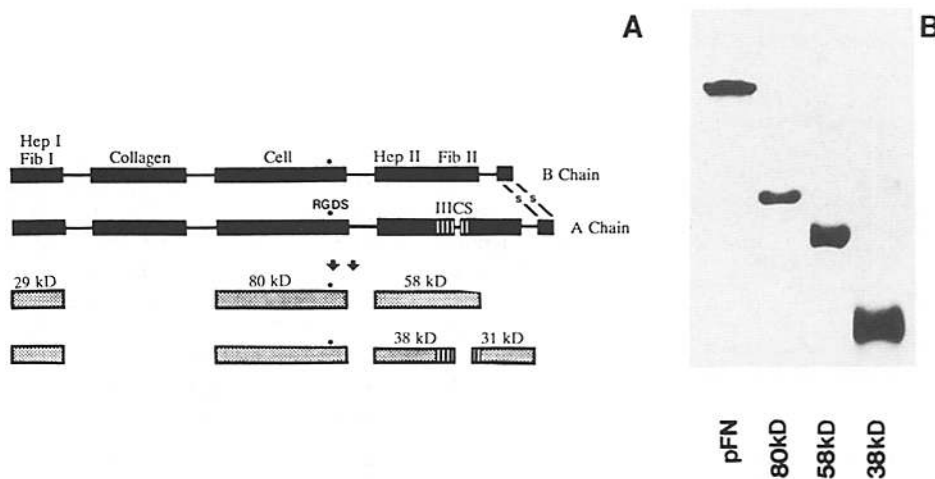 A
B
Hep I
Fib I
Collagen
Cell
Hep II
Fib II
B Chain
S S
RGDS
IIICS
A Chain
29 kD
80 kD
58 kD
38 kD
31 kD
pFN
80kD
58kD
38kD